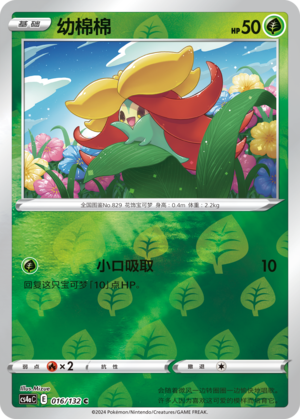 基础 幼棉棉 HP50
全国图鉴No.829 花饰宝可梦 身高：0.4m 体重：2.2kg
小口吸取 10
回复这只宝可梦「10」点HP。
弱点 ×2 抵抗力 撤退
Illus. Mizue
CS4aC E 016/132 C
©2024 Pokémon/Nintendo/Creatures/GAME FREAK.